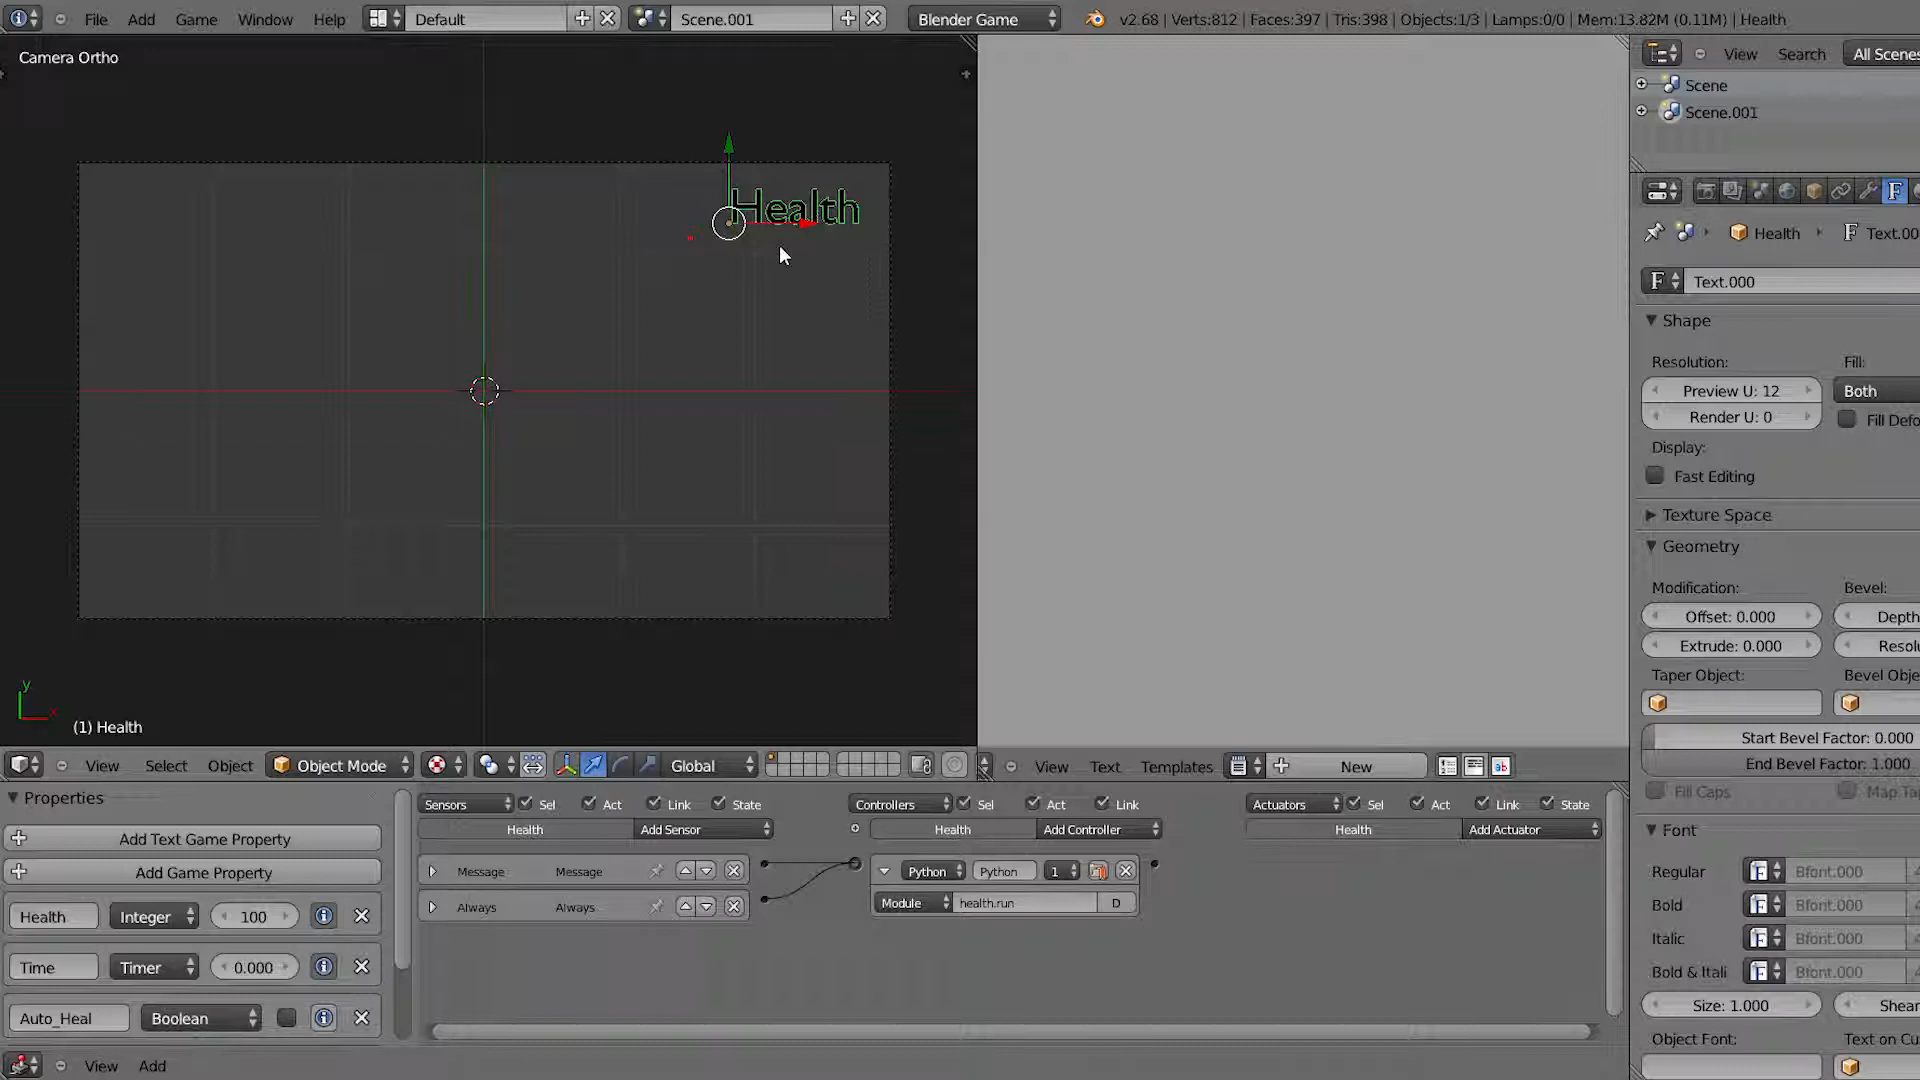 File Add Game Window Help Default Scene.001 Blender Game v2.68 | Verts:812 | Faces:397 | Tris:398 | Objects:1/3 | Lamps:0/0 | Mem:13.82M (0.11M) | Health
Camera Ortho
Health
y
x
(1) Health
View Select Object Object Mode Global
View Text Templates New
View Search All Scenes
Scene
Scene.001
Health Text.00
F Text.000
Shape
Resolution: Fill:
Preview U: 12 Both
Render U: 0 Fill Defo
Display:
Fast Editing
Texture Space
Geometry
Modification: Bevel:
Offset: 0.000 Depth
Extrude: 0.000 Resolu
Taper Object: Bevel Obje
Start Bevel Factor: 0.000
End Bevel Factor: 1.000
Fill Caps Map Ta
Font
Regular Bfont.000
Bold Bfont.000
Italic Bfont.000
Bold & Itali Bfont.000
Size: 1.000 Shear
Object Font: Text on Cu
Properties
Add Text Game Property
Add Game Property
Health Integer 100
Time Timer 0.000
Auto_Heal Boolean
Sensors Sel Act Link State
Health Add Sensor
Message Message
Always Always
Controllers Sel Act Link
Health Add Controller
Python Python 1
Module health.run D
Actuators Sel Act Link State
Health Add Actuator
View Add